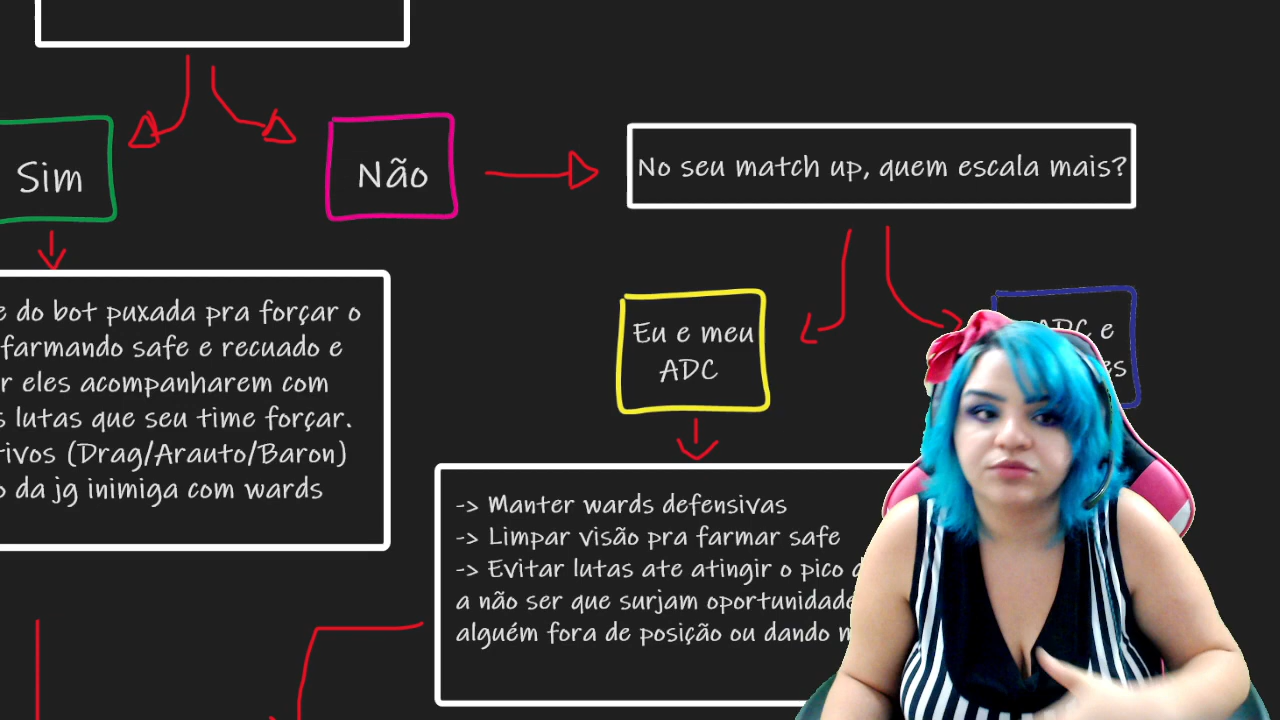 Sim
Não
No seu match up, quem escala mais?
do bot puxada pra forçar o
farmando safe e recuado e
eles acompanharem com
lutas que seu time forçar.
(Drag/Arauto/Baron)
da jg inimiga com wards
Eu e meu
ADC
ADC e
-> Manter wards defensivas
-> Limpar visão pra farmar safe
-> Evitar lutas ate atingir o pico
a não ser que surjam
alguém fora de posição ou dando